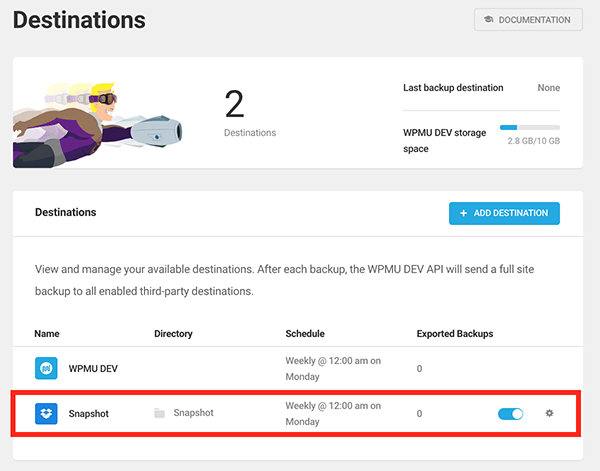 Destinations
DOCUMENTATION
2
Destinations
Last backup destination None
WPMU DEV storage
space
2.8 GB/10 GB
Destinations
+ ADD DESTINATION
View and manage your available destinations. After each backup, the WPMU DEV API will send a full site
backup to all enabled third-party destinations.
Name Directory Schedule Exported Backups
WPMU DEV
Weekly @ 12:00 am on
Monday
0
Snapshot
Snapshot
Weekly @ 12:00 am on
Monday
0